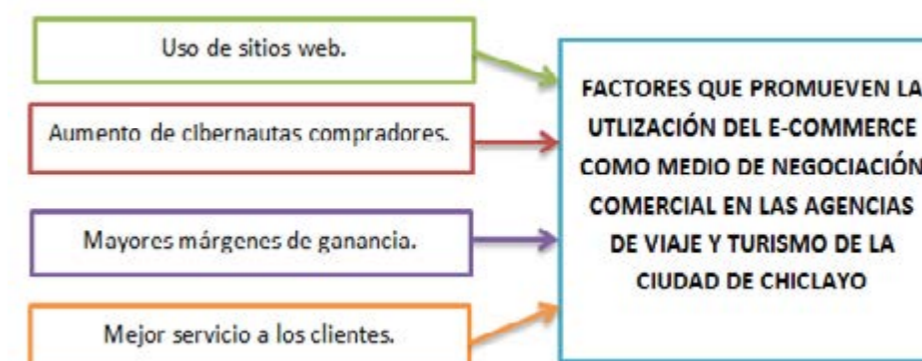 Uso de sitios web.
Aumento de cibernautas compradores.
Mayores márgenes de ganancia.
Mejor servicio a los clientes.
FACTORES QUE PROMUEVEN LA
UTLIZACIÓN DEL E-COMMERCE
COMO MEDIO DE NEGOCIACIÓN
COMERCIAL EN LAS AGENCIAS
DE VIAJE Y TURISMO DE LA
CIUDAD DE CHICLAYO